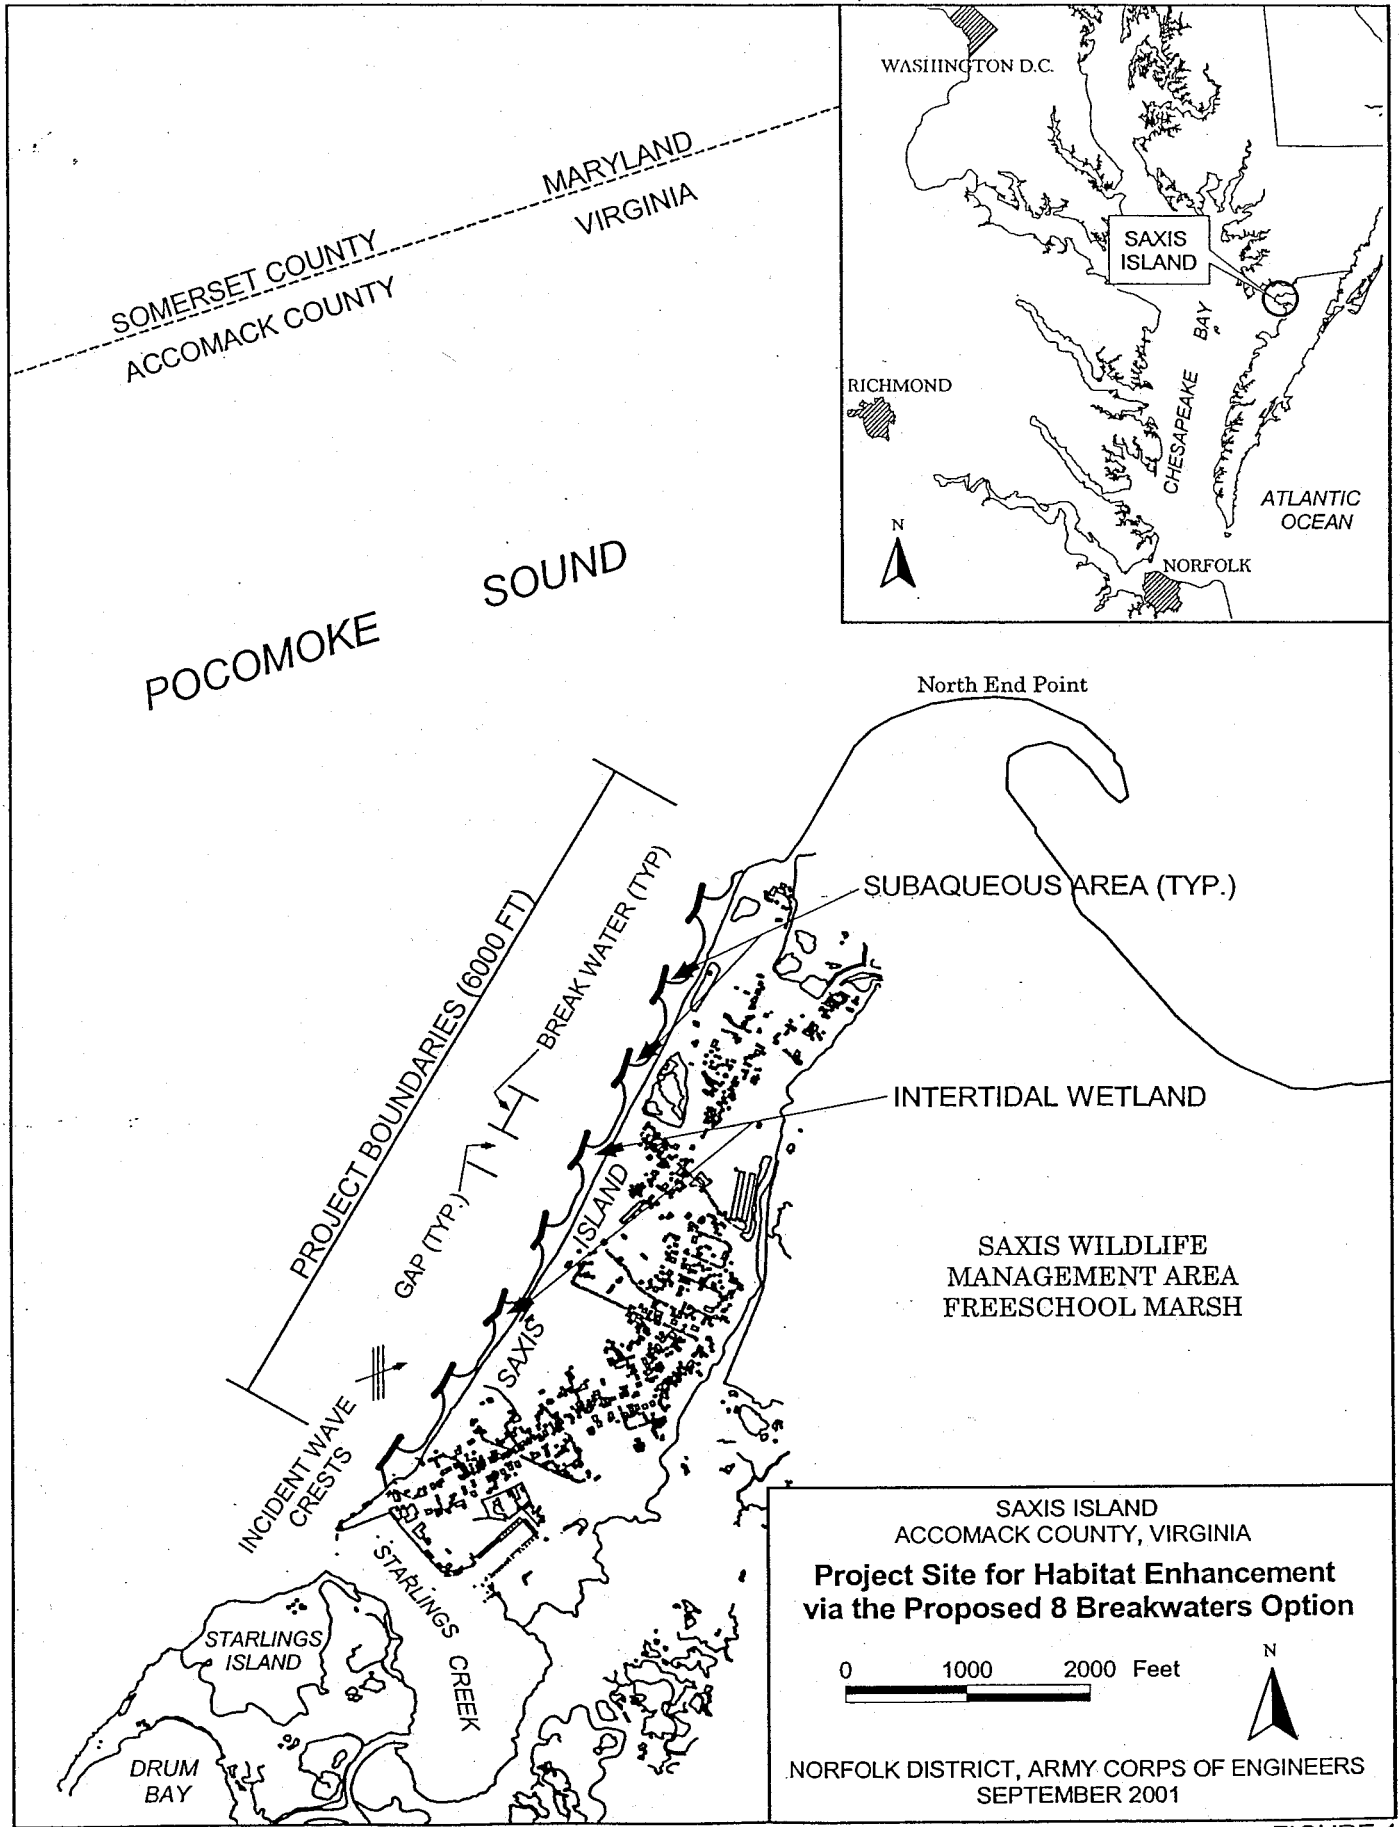 WASHINGTON D.C.
SAXIS
ISLAND
CHESAPEAKE BAY
RICHMOND
ATLANTIC
OCEAN
N
NORFOLK
SOMERSET COUNTY
MARYLAND
ACCOMACK COUNTY
VIRGINIA
POCOMOKE SOUND
North End Point
PROJECT BOUNDARIES (6000 FT)
BREAK WATER (TYP)
SUBAQUEOUS AREA (TYP.)
GAP (TYP.)
INTERTIDAL WETLAND
SAXIS ISLAND
SAXIS WILDLIFE
MANAGEMENT AREA
FREESCHOOL MARSH
INCIDENT WAVE
CRESTS
STARLINGS CREEK
STARLINGS
ISLAND
DRUM
BAY
SAXIS ISLAND
ACCOMACK COUNTY, VIRGINIA
Project Site for Habitat Enhancement
via the Proposed 8 Breakwaters Option
0 1000 2000 Feet
N
NORFOLK DISTRICT, ARMY CORPS OF ENGINEERS
SEPTEMBER 2001